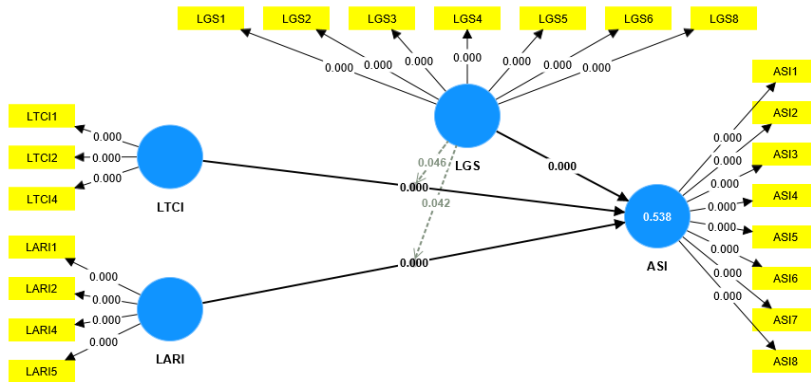 LGS1
LGS2
LGS3
LGS4
LGS5
LGS6
LGS8
0.000
0.000
0.000
0.000
0.000
0.000
0.000
LGS
LTCI1
LTCI2
LTCI4
0.000
0.000
0.000
LTCI
LARI1
LARI2
LARI4
LARI5
0.000
0.000
0.000
0.000
LARI
0.046
0.042
0.000
0.000
0.000
0.538
ASI
0.000
0.000
0.000
0.000
0.000
0.000
0.000
0.000
ASI1
ASI2
ASI3
ASI4
ASI5
ASI6
ASI7
ASI8